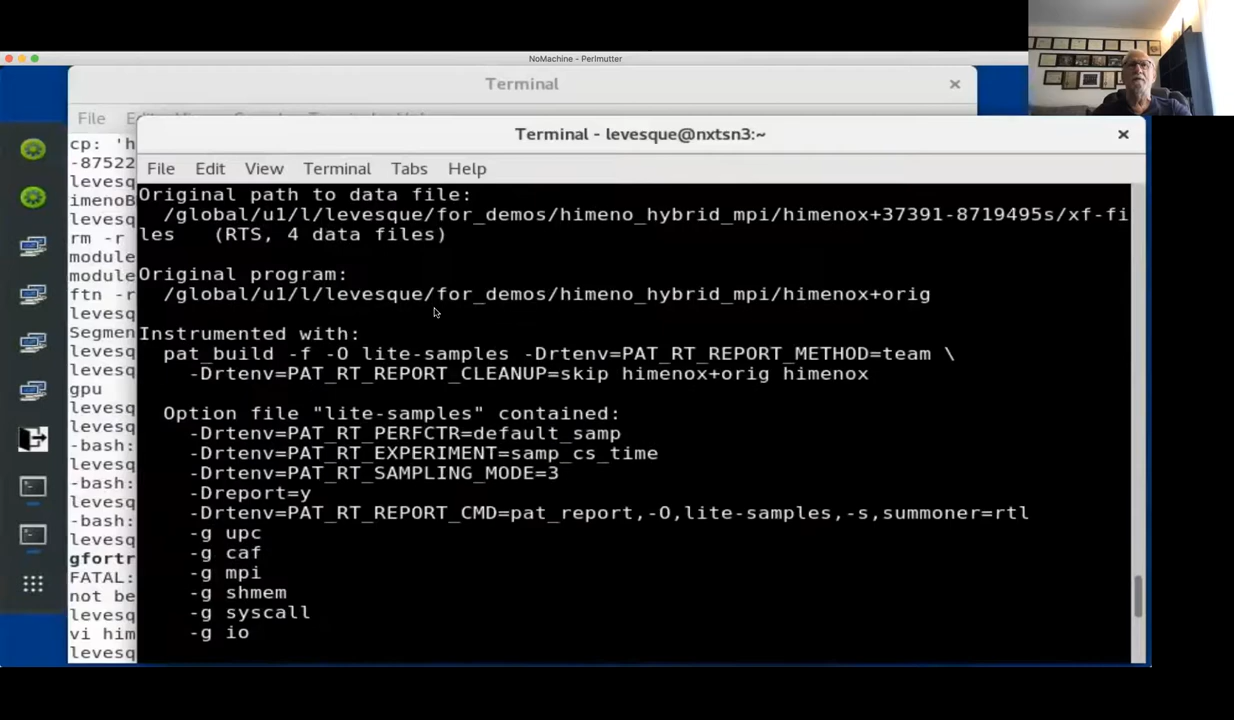 NoMachine - Perlmutter
Terminal
File
Terminal - levesque@nxtsn3:~
File Edit View Terminal Tabs Help
cp: 'h
-87522
levesq
imenoB
levesq
rm -r
module
module
ftn -r
levesq
Segmen
levesq
levesq
gpu
levesq
levesq
-bash:
levesq
-bash:
levesq
-bash:
levesq
gfortr
FATAL:
not be
levesq
vi him
levesq
Original path to data file:
/global/u1/l/levesque/for_demos/himeno_hybrid_mpi/himenox+37391-8719495s/xf-fi
les (RTS, 4 data files)
Original program:
/global/u1/l/levesque/for_demos/himeno_hybrid_mpi/himenox+orig
Instrumented with:
pat_build -f -O lite-samples -Drtenv=PAT_RT_REPORT_METHOD=team \
-Drtenv=PAT_RT_REPORT_CLEANUP=skip himenox+orig himenox
Option file "lite-samples" contained:
-Drtenv=PAT_RT_PERFCTR=default_samp
-Drtenv=PAT_RT_EXPERIMENT=samp_cs_time
-Drtenv=PAT_RT_SAMPLING_MODE=3
-Dreport=y
-Drtenv=PAT_RT_REPORT_CMD=pat_report,-O,lite-samples,-s,summoner=rtl
-g upc
-g caf
-g mpi
-g shmem
-g syscall
-g io